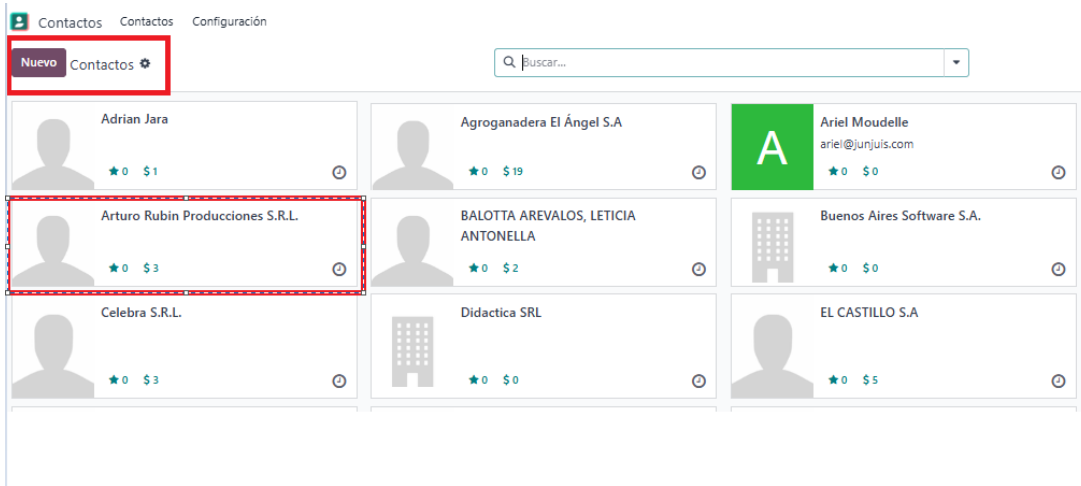 Contactos Contactos Configuración
Nuevo Contactos
Buscar...
Adrian Jara
0 $ 1
Agroganadera El Ángel S.A
0 $ 19
A
Ariel Moudelle
ariel@junjuis.com
0 $ 0
Arturo Rubin Producciones S.R.L.
0 $ 3
BALOTTA AREVALOS, LETICIA
ANTONELLA
0 $ 2
Buenos Aires Software S.A.
0 $ 0
Celebra S.R.L.
0 $ 3
Didactica SRL
0 $ 0
EL CASTILLO S.A
0 $ 5